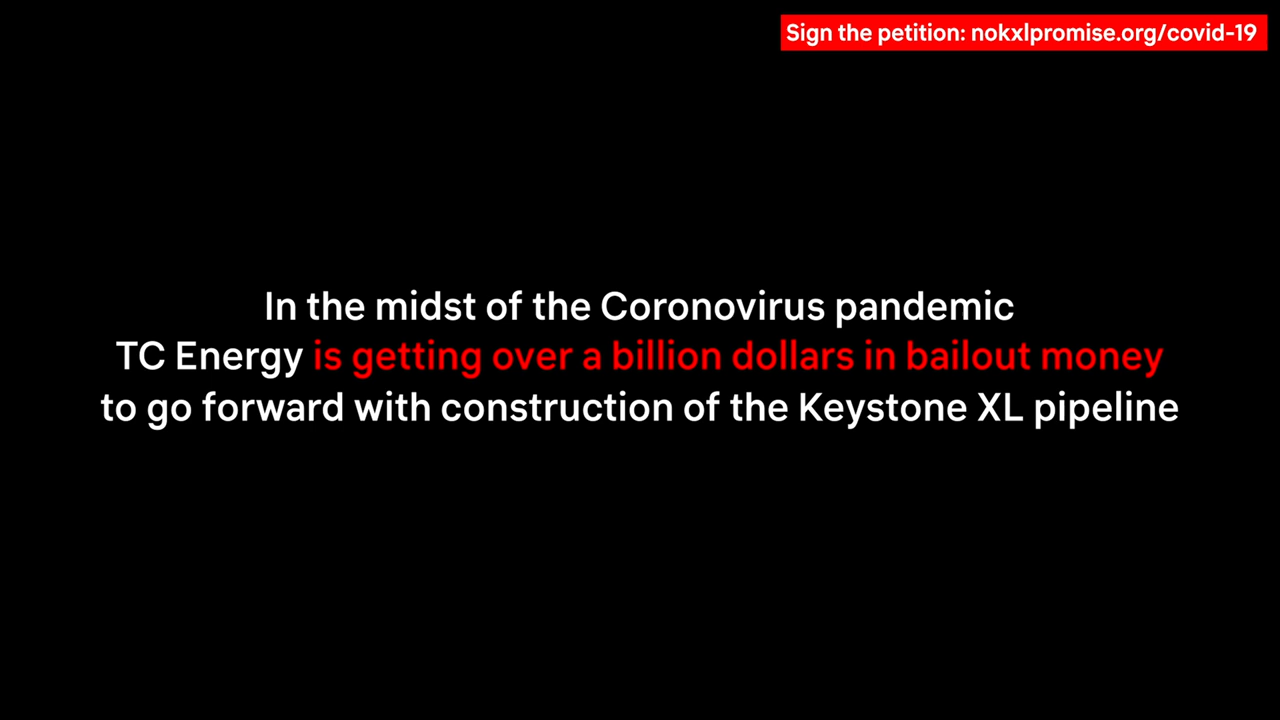 Sign the petition: nokxlpromise.org/covid-19
In the midst of the Coronovirus pandemic
TC Energy is getting over a billion dollars in bailout money
to go forward with construction of the Keystone XL pipeline